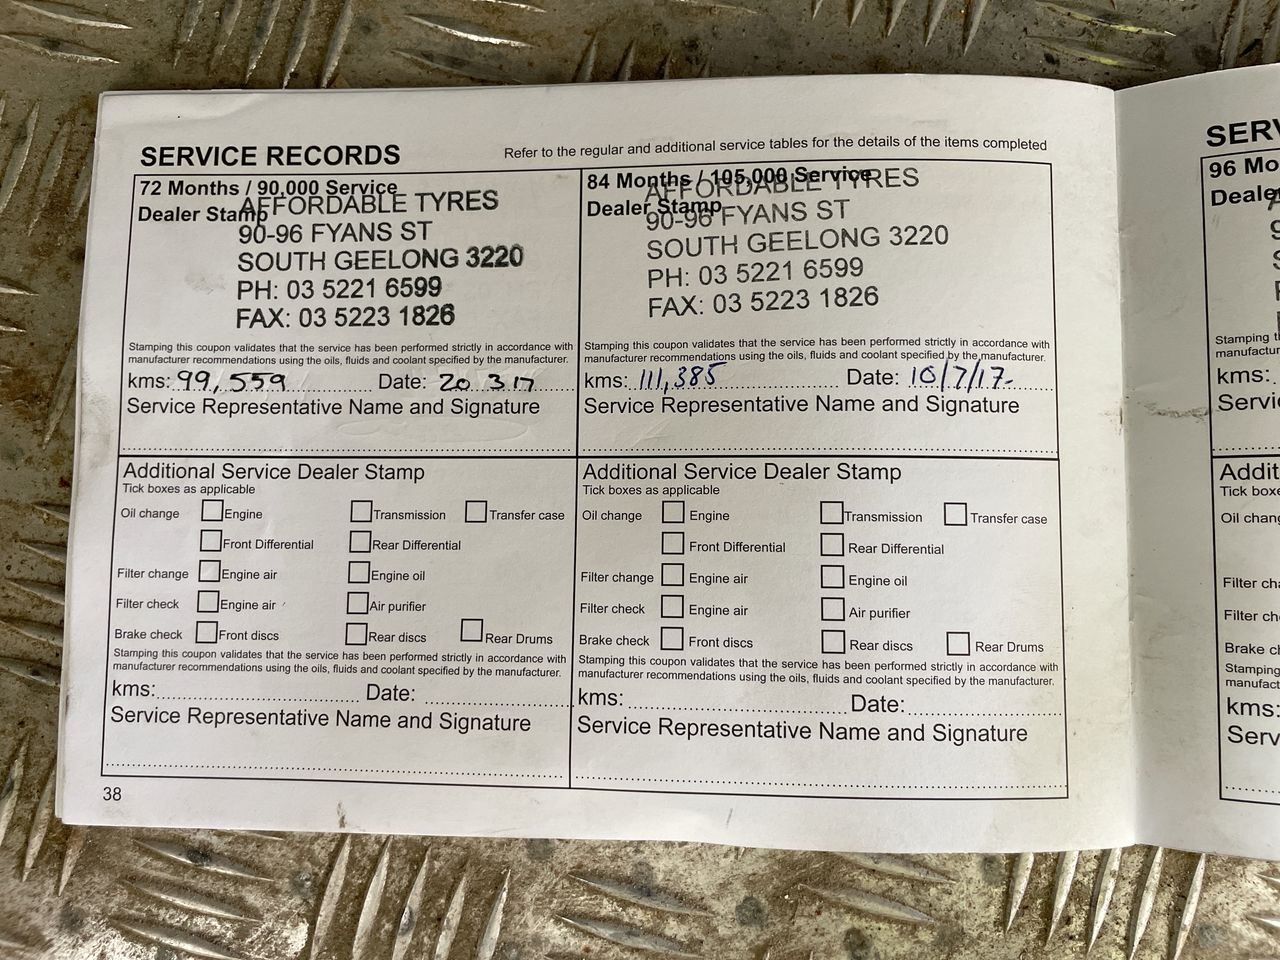 SERVICE RECORDS
Refer to the regular and additional service tables for the details of the items completed
72 Months / 90,000 Service
Dealer Stamp
AFFORDABLE TYRES
90-96 FYANS ST
SOUTH GEELONG 3220
PH: 03 5221 6599
FAX: 03 5223 1826
Stamping this coupon validates that the service has been performed strictly in accordance with
manufacturer recommendations using the oils, fluids and coolant specified by the manufacturer.
kms: 99,559 Date: 20 3 17
Service Representative Name and Signature
Additional Service Dealer Stamp
Tick boxes as applicable
Oil change Engine Transmission Transfer case
Front Differential Rear Differential
Filter change Engine air Engine oil
Filter check Engine air Air purifier
Brake check Front discs Rear discs Rear Drums
Stamping this coupon validates that the service has been performed strictly in accordance with
manufacturer recommendations using the oils, fluids and coolant specified by the manufacturer.
kms: Date:
Service Representative Name and Signature
38
84 Months / 105,000 Service
Dealer Stamp
AFFORDABLE TYRES
90-96 FYANS ST
SOUTH GEELONG 3220
PH: 03 5221 6599
FAX: 03 5223 1826
Stamping this coupon validates that the service has been performed strictly in accordance with
manufacturer recommendations using the oils, fluids and coolant specified by the manufacturer.
kms: 111,385 Date: 10/7/17-
Service Representative Name and Signature
Additional Service Dealer Stamp
Tick boxes as applicable
Oil change Engine Transmission Transfer case
Front Differential Rear Differential
Filter change Engine air Engine oil
Filter check Engine air Air purifier
Brake check Front discs Rear discs Rear Drums
Stamping this coupon validates that the service has been performed strictly in accordance with
manufacturer recommendations using the oils, fluids and coolant specified by the manufacturer.
kms: Date:
Service Representative Name and Signature
96
Stamping
kms:
Tick
Oil
Filter
Filter
Brake
Stamping
kms: